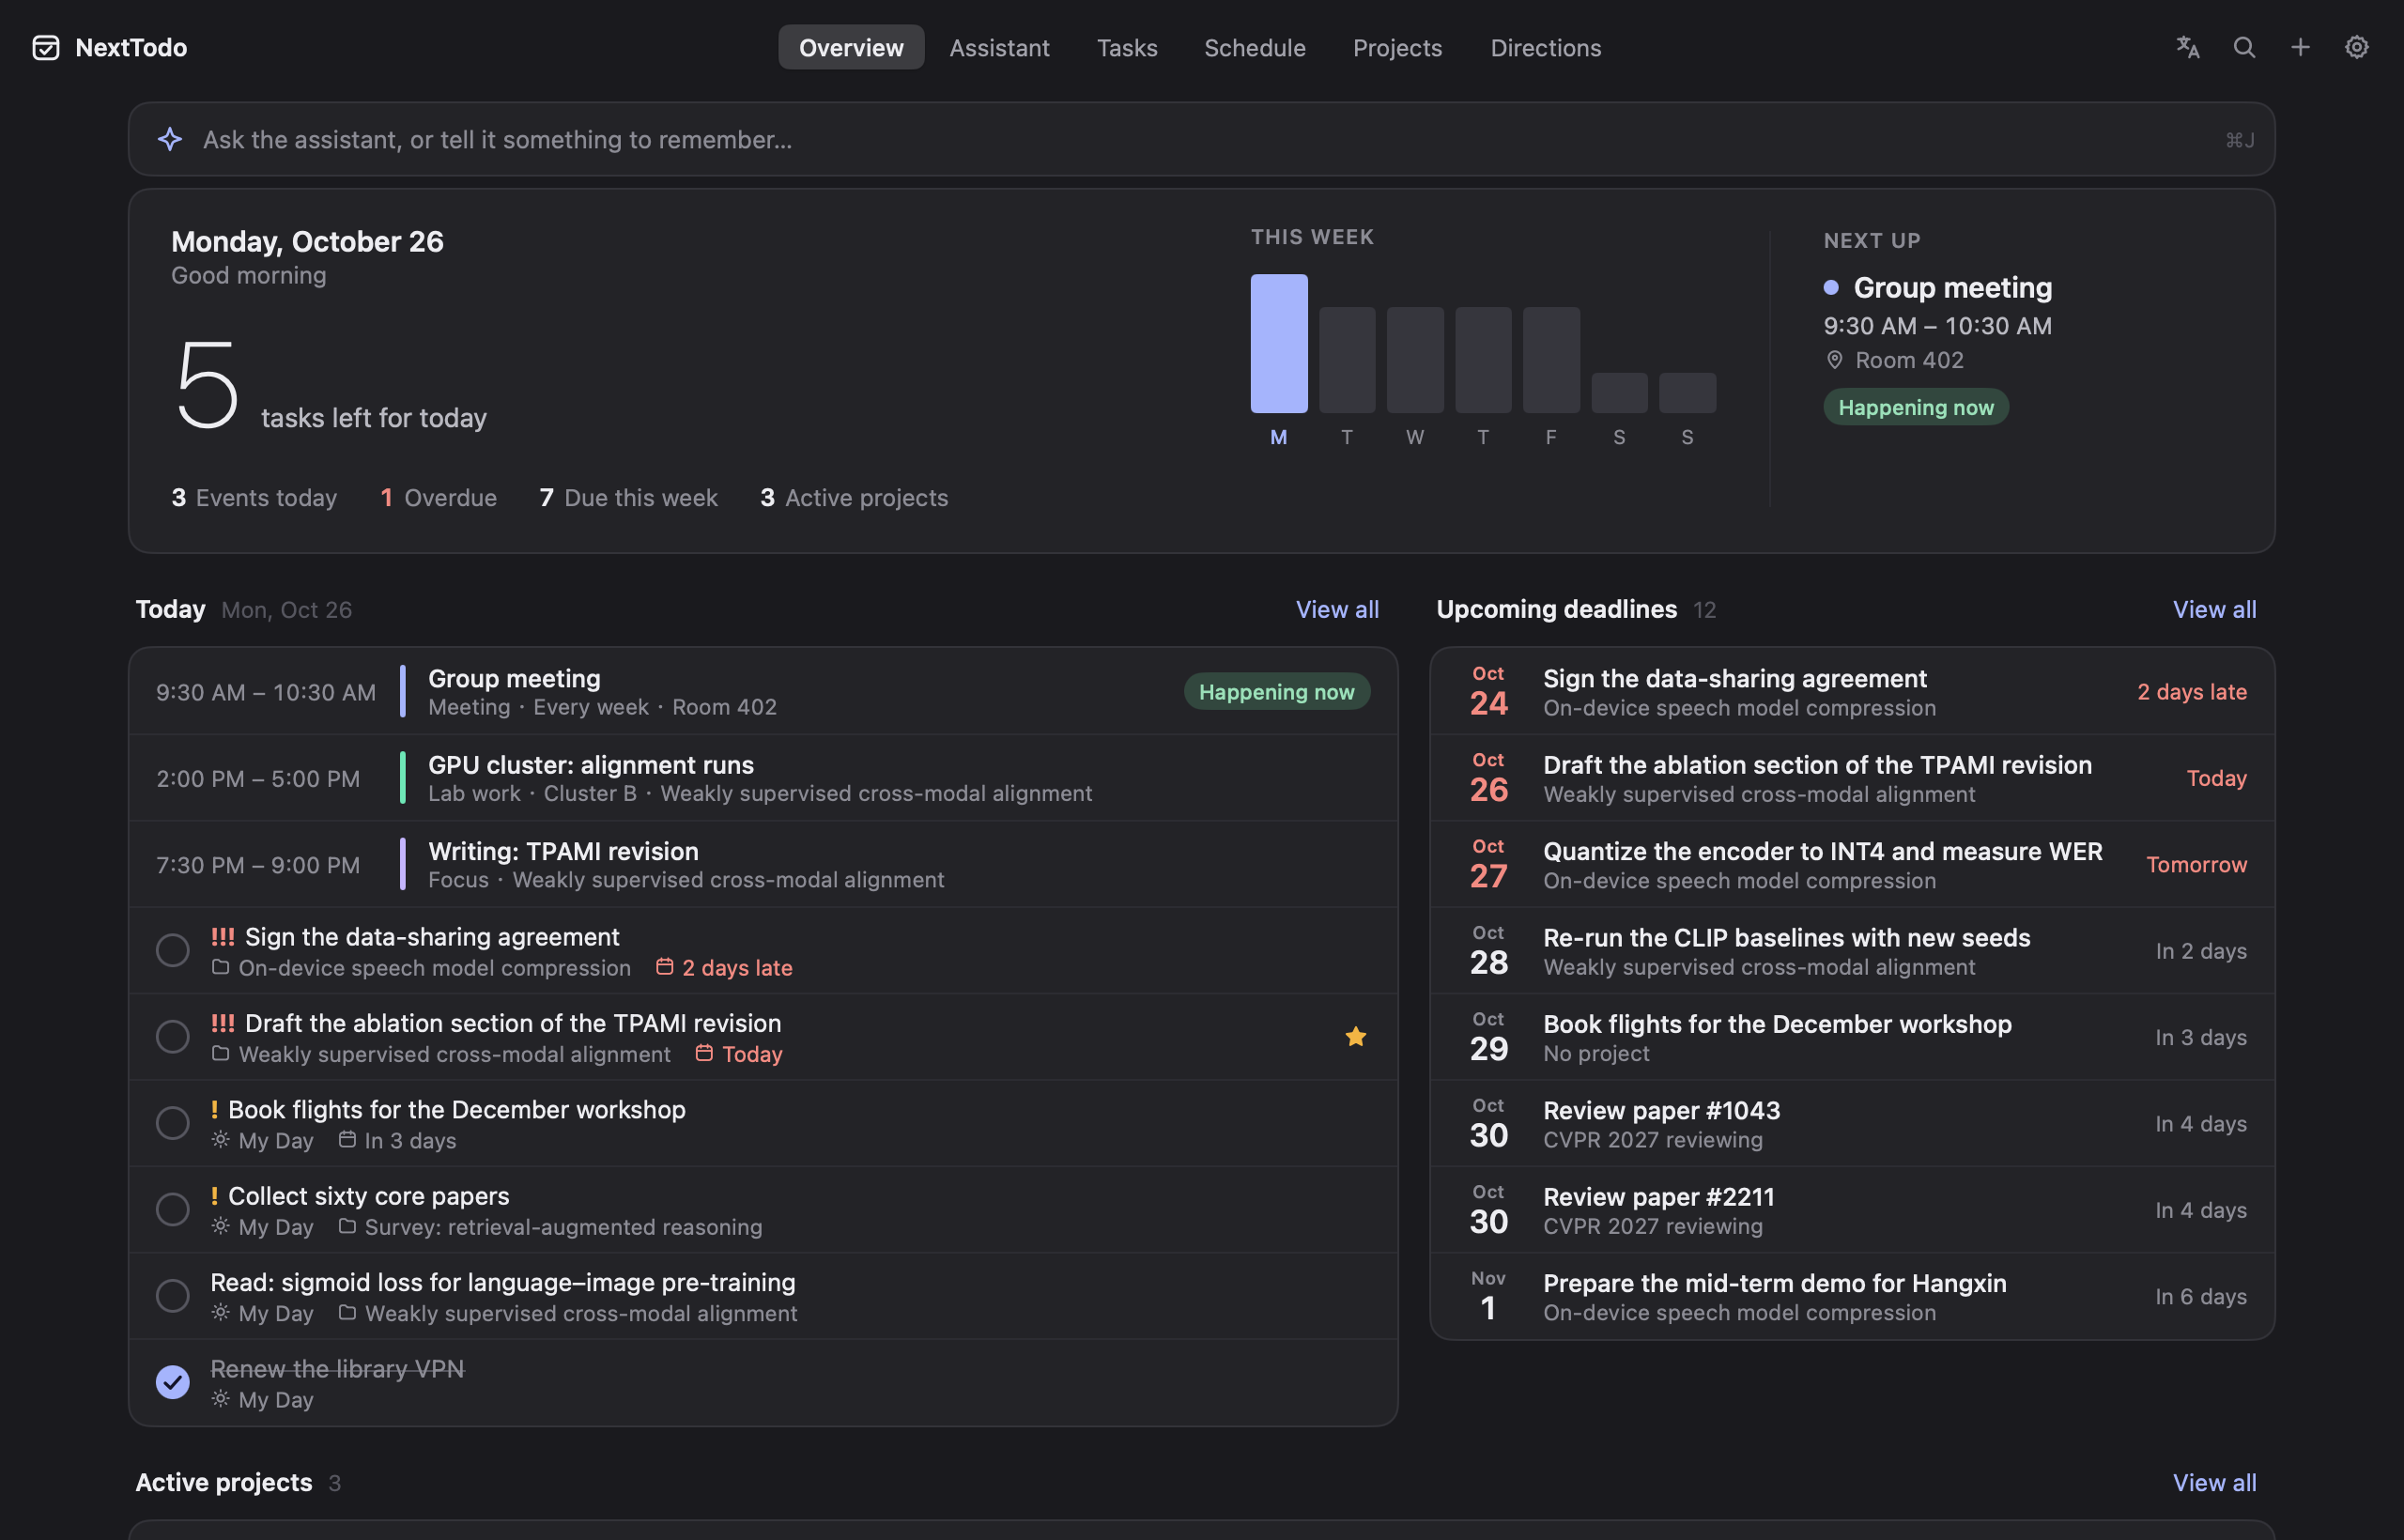 NextTodo
Overview
Assistant
Tasks
Schedule
Projects
Directions
Ask the assistant, or tell it something to remember...
⌘J
Monday, October 26
Good morning
5 tasks left for today
3 Events today
1 Overdue
7 Due this week
3 Active projects
THIS WEEK
M T W T F S S
NEXT UP
Group meeting
9:30 AM – 10:30 AM
Room 402
Happening now
Today Mon, Oct 26
View all
9:30 AM – 10:30 AM
Group meeting
Meeting · Every week · Room 402
Happening now
2:00 PM – 5:00 PM
GPU cluster: alignment runs
Lab work · Cluster B · Weakly supervised cross-modal alignment
7:30 PM – 9:00 PM
Writing: TPAMI revision
Focus · Weakly supervised cross-modal alignment
!!! Sign the data-sharing agreement
On-device speech model compression 2 days late
!!! Draft the ablation section of the TPAMI revision
Weakly supervised cross-modal alignment Today
! Book flights for the December workshop
My Day In 3 days
! Collect sixty core papers
My Day Survey: retrieval-augmented reasoning
Read: sigmoid loss for language–image pre-training
My Day Weakly supervised cross-modal alignment
Renew the library VPN
My Day
Upcoming deadlines 12
View all
Oct
24
Sign the data-sharing agreement
On-device speech model compression
2 days late
Oct
26
Draft the ablation section of the TPAMI revision
Weakly supervised cross-modal alignment
Today
Oct
27
Quantize the encoder to INT4 and measure WER
On-device speech model compression
Tomorrow
Oct
28
Re-run the CLIP baselines with new seeds
Weakly supervised cross-modal alignment
In 2 days
Oct
29
Book flights for the December workshop
No project
In 3 days
Oct
30
Review paper #1043
CVPR 2027 reviewing
In 4 days
Oct
30
Review paper #2211
CVPR 2027 reviewing
In 4 days
Nov
1
Prepare the mid-term demo for Hangxin
On-device speech model compression
In 6 days
Active projects 3
View all